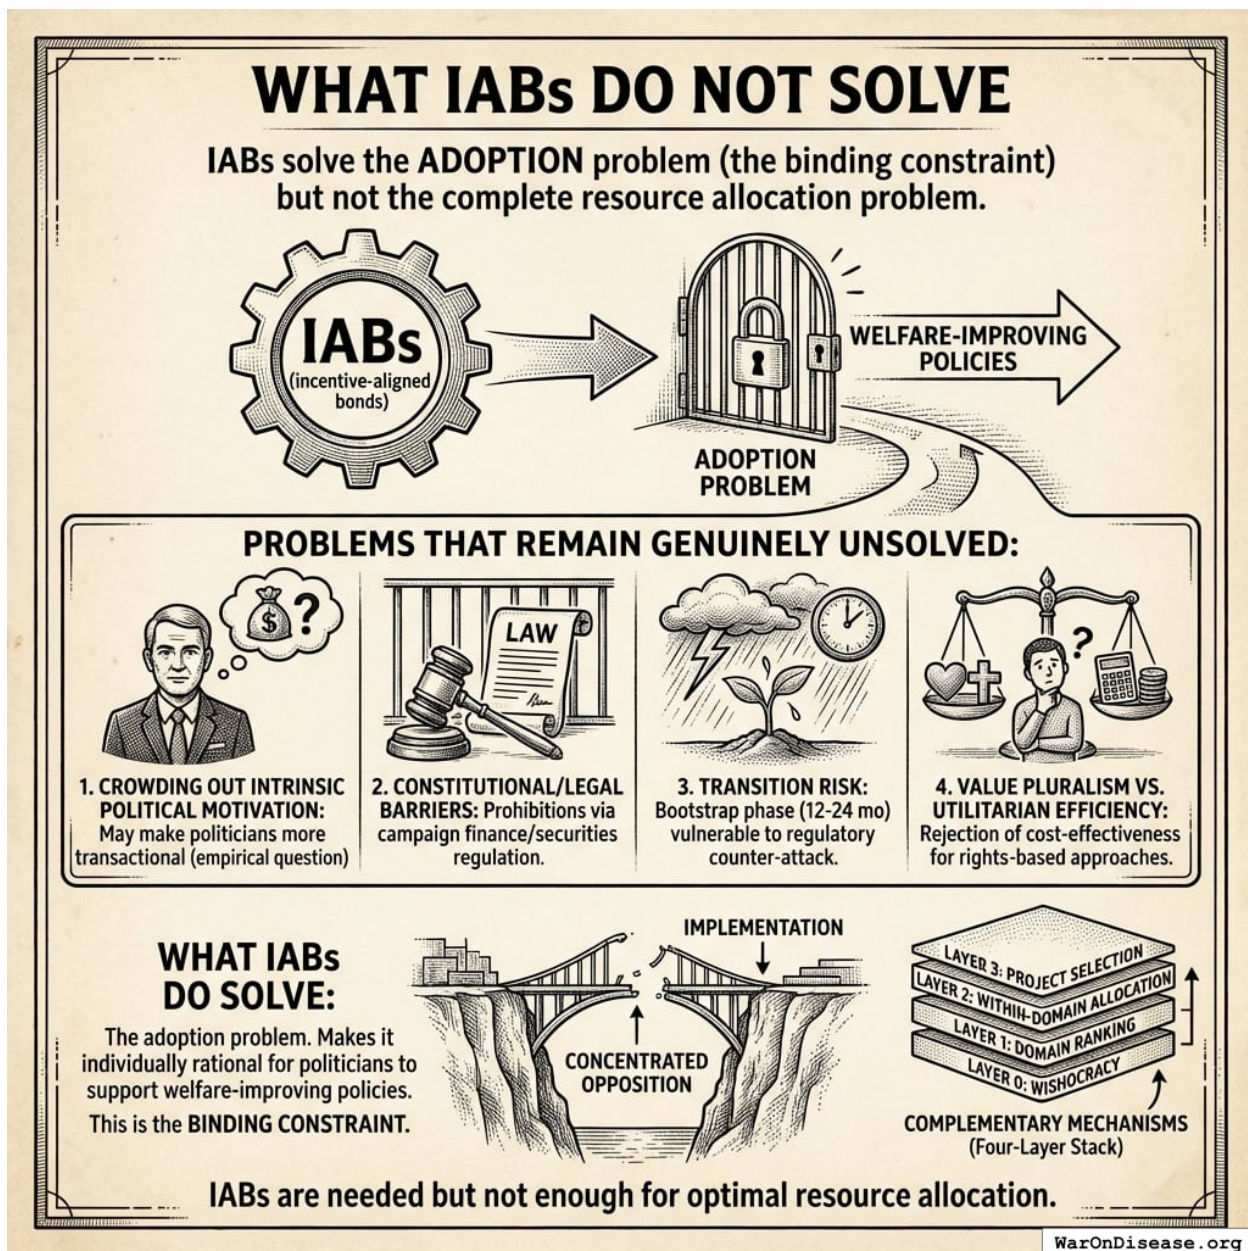 WHAT IABs DO NOT SOLVE
IABs solve the ADOPTION problem (the binding constraint)
but not the complete resource allocation problem.
IABs
(incentive-aligned
bonds)
ADOPTION
PROBLEM
WELFARE-IMPROVING
POLICIES
PROBLEMS THAT REMAIN GENUINELY UNSOLVED:
$ ?
1. CROWDING OUT INTRINSIC
POLITICAL MOTIVATION:
May make politicians more
transactional (empirical question)
LAW
2. CONSTITUTIONAL/LEGAL
BARRIERS: Prohibitions via
campaign finance/securities
regulation.
3. TRANSITION RISK:
Bootstrap phase (12-24 mo)
vulnerable to regulatory
counter-attack.
?
4. VALUE PLURALISM VS.
UTILITARIAN EFFICIENCY:
Rejection of cost-effectiveness
for rights-based approaches.
WHAT IABs
DO SOLVE:
The adoption problem. Makes it
individually rational for politicians to
support welfare-improving policies.
This is the BINDING CONSTRAINT.
IMPLEMENTATION
CONCENTRATED
OPPOSITION
LAYER 3: PROJECT SELECTION
LAYER 2: WITHIN-DOMAIN ALLOCATION
LAYER 1: DOMAIN RANKING
LAYER 0: WISHOCRACY
COMPLEMENTARY MECHANISMS
(Four-Layer Stack)
IABs are needed but not enough for optimal resource allocation.
WarOnDisease.org